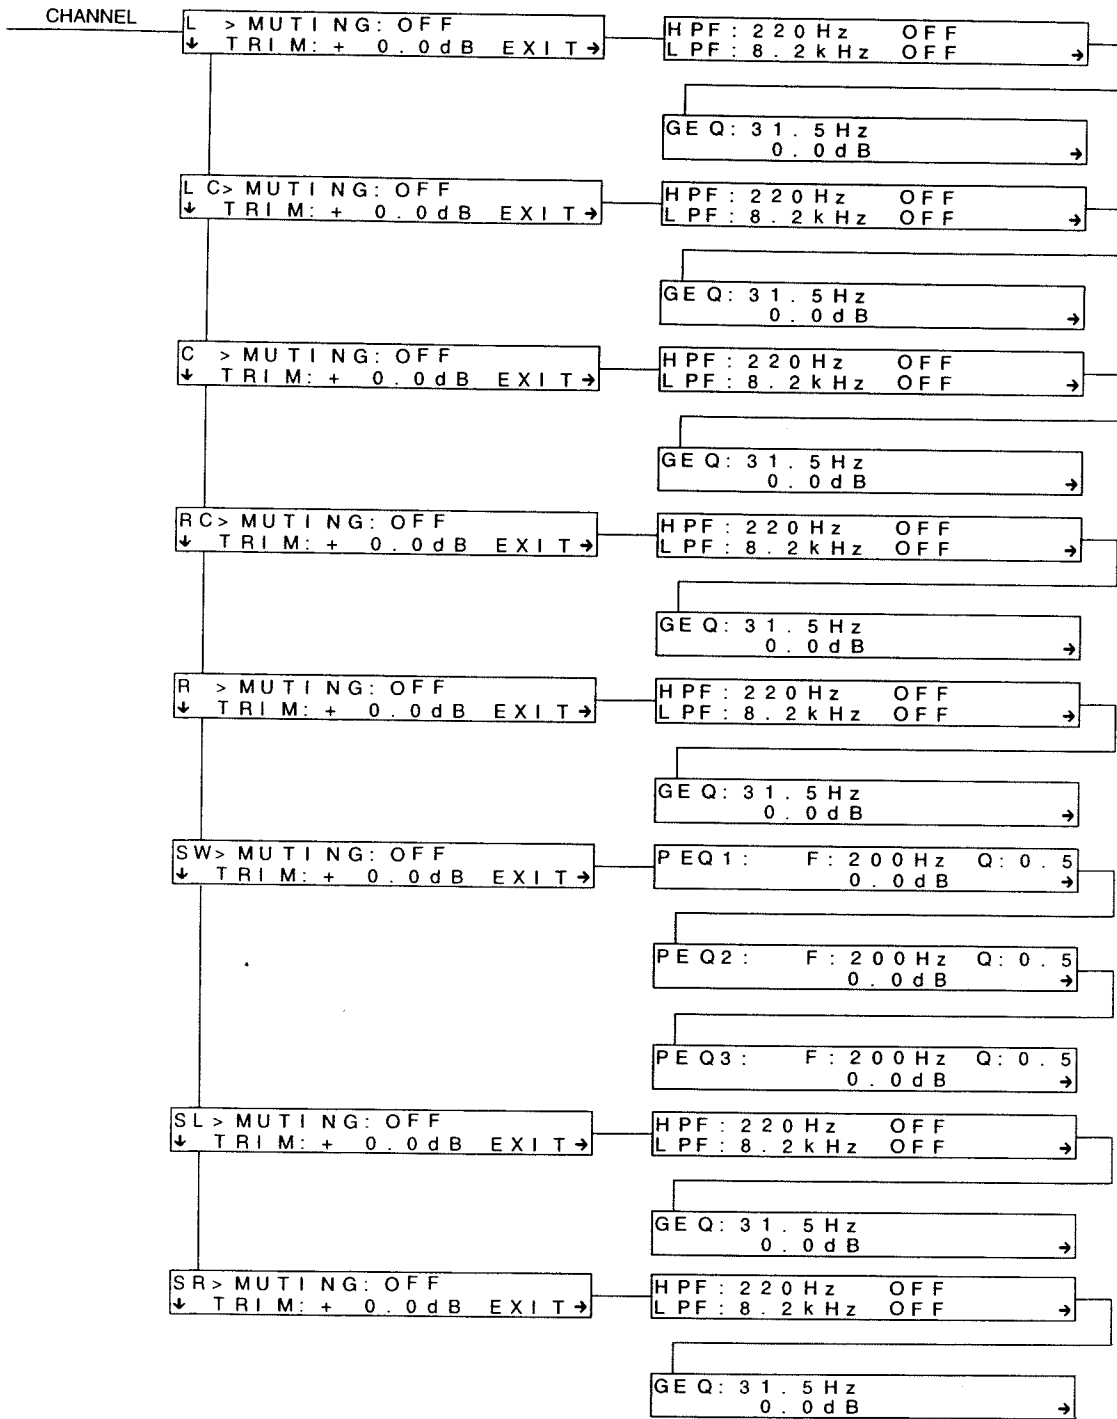 CHANNEL
L >MUTING:OFF
↓ TRIM:+ 0.0dB EXIT→
HPF:220Hz OFF
LPF:8.2kHz OFF →
GEQ:31.5Hz
0.0dB →
LC>MUTING:OFF
↓ TRIM:+ 0.0dB EXIT→
HPF:220Hz OFF
LPF:8.2kHz OFF →
GEQ:31.5Hz
0.0dB →
C >MUTING:OFF
↓ TRIM:+ 0.0dB EXIT→
HPF:220Hz OFF
LPF:8.2kHz OFF →
GEQ:31.5Hz
0.0dB →
RC>MUTING:OFF
↓ TRIM:+ 0.0dB EXIT→
HPF:220Hz OFF
LPF:8.2kHz OFF →
GEQ:31.5Hz
0.0dB →
R >MUTING:OFF
↓ TRIM:+ 0.0dB EXIT→
HPF:220Hz OFF
LPF:8.2kHz OFF →
GEQ:31.5Hz
0.0dB →
SW>MUTING:OFF
↓ TRIM:+ 0.0dB EXIT→
PEQ1: F:200Hz Q:0.5
0.0dB →
PEQ2: F:200Hz Q:0.5
0.0dB →
PEQ3: F:200Hz Q:0.5
0.0dB →
SL>MUTING:OFF
↓ TRIM:+ 0.0dB EXIT→
HPF:220Hz OFF
LPF:8.2kHz OFF →
GEQ:31.5Hz
0.0dB →
SR>MUTING:OFF
↓ TRIM:+ 0.0dB EXIT→
HPF:220Hz OFF
LPF:8.2kHz OFF →
GEQ:31.5Hz
0.0dB →